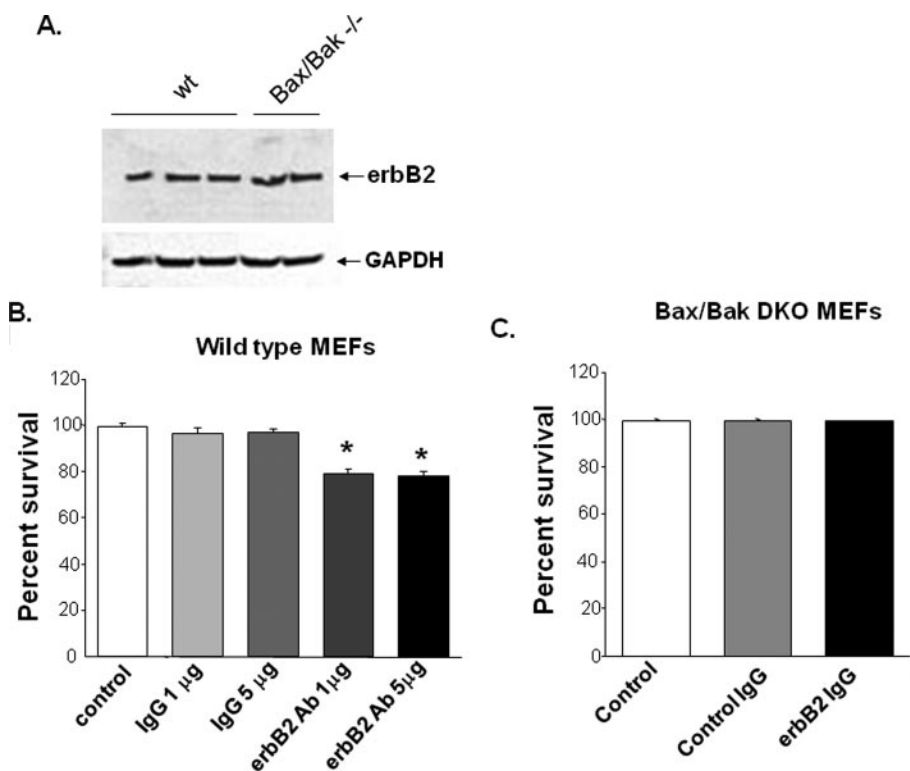 A.
wt
Bax/Bak -/-
erbB2
GAPDH
B.
Wild type MEFs
Percent survival
120
100
80
60
40
20
0
*
*
control
IgG 1 µg
IgG 5 µg
erbB2 Ab 1µg
erbB2 Ab 5µg
C.
Bax/Bak DKO MEFs
Percent survival
120
100
80
60
40
20
0
Control
Control IgG
erbB2 IgG